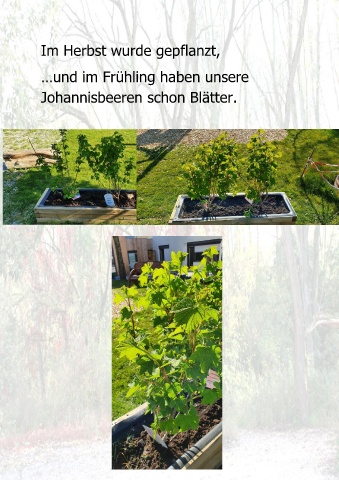 Im Herbst wurde gepflanzt,
…und im Frühling haben unsere
Johannisbeeren schon Blätter.